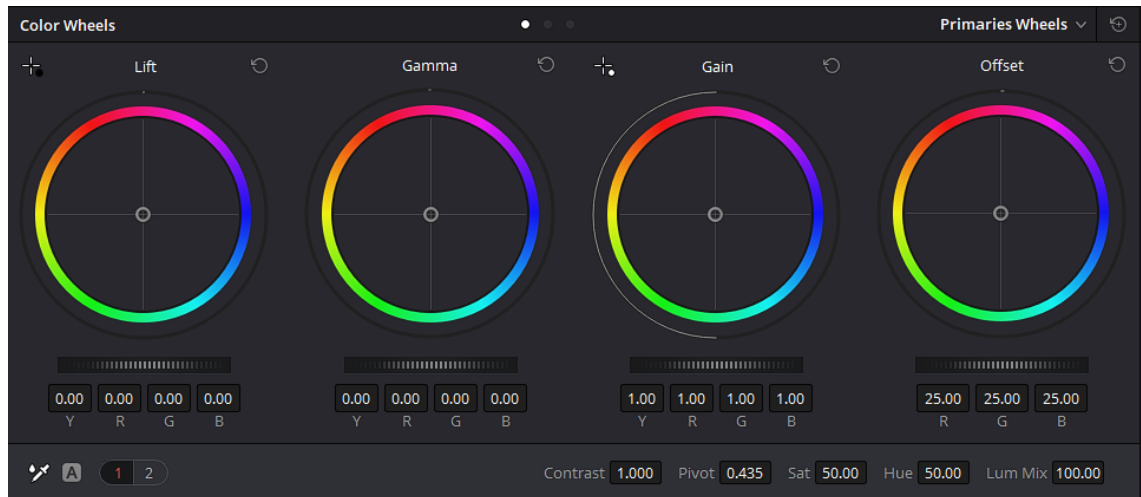 Color Wheels Primaries Wheels
Lift Gamma Gain Offset
0.00 0.00 0.00 0.00 0.00 0.00 0.00 0.00 1.00 1.00 1.00 1.00 25.00 25.00 25.00
Y R G B Y R G B Y R G B R G B
A 1 2 Contrast 1.000 Pivot 0.435 Sat 50.00 Hue 50.00 Lum Mix 100.00